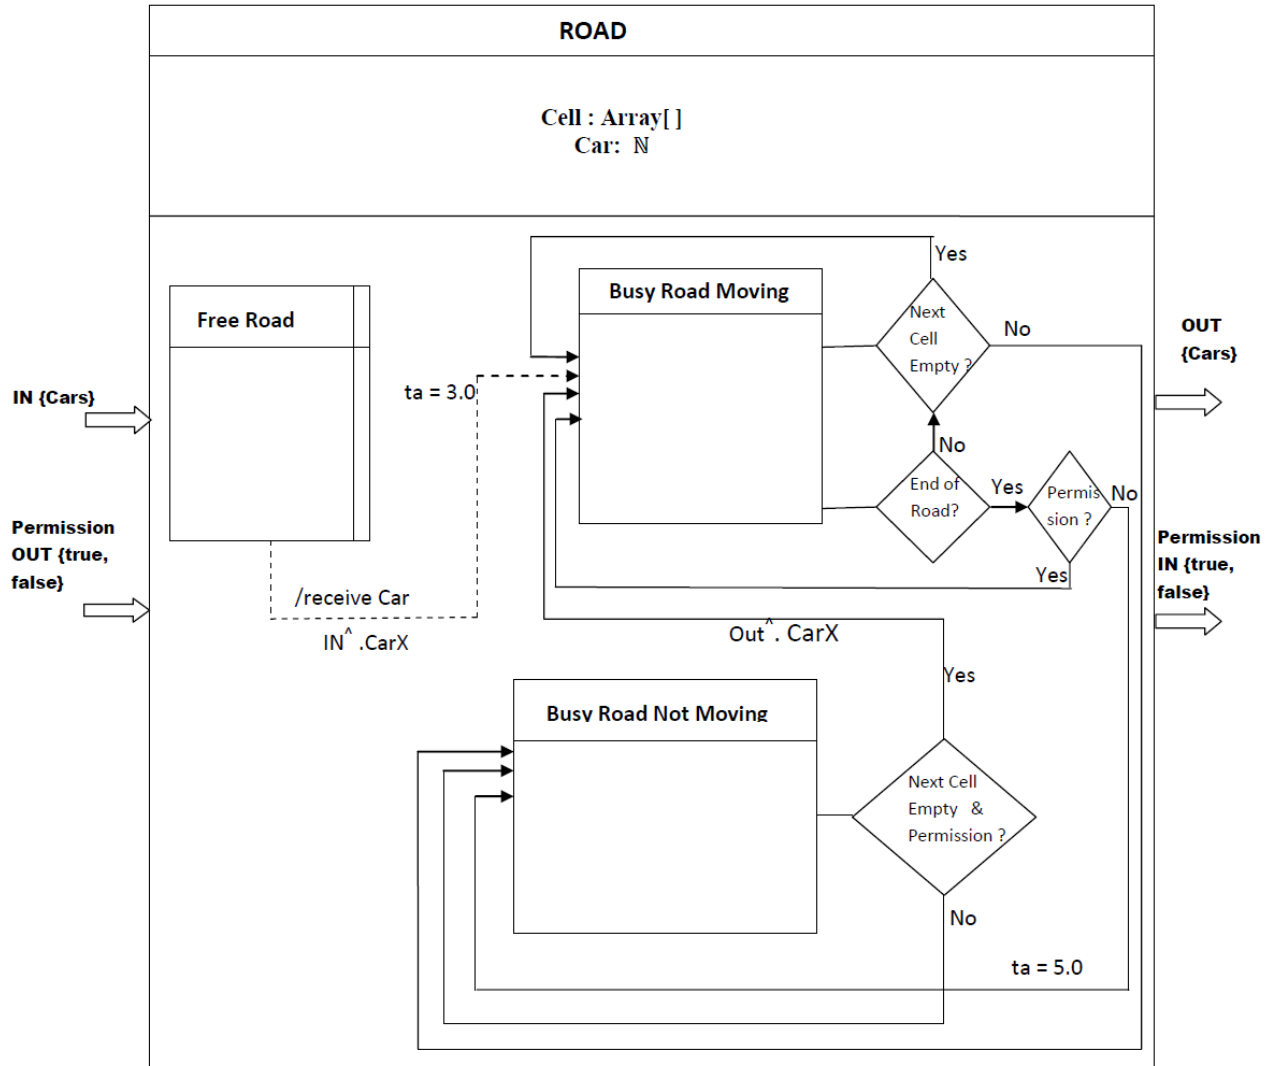 ROAD
Cell : Array[ ]
Car: ℕ
Yes
Busy Road Moving
Free Road
Next
Cell
Empty ?
No
OUT
{Cars}
IN {Cars}
ta = 3.0
No
End of
Road?
Yes
Permis
sion ?
No
Permission
OUT {true,
false}
Permission
IN {true,
false}
Yes
/receive Car
IN^ .CarX
Out^. CarX
Yes
Busy Road Not Moving
Next Cell
Empty &
Permission ?
No
ta = 5.0